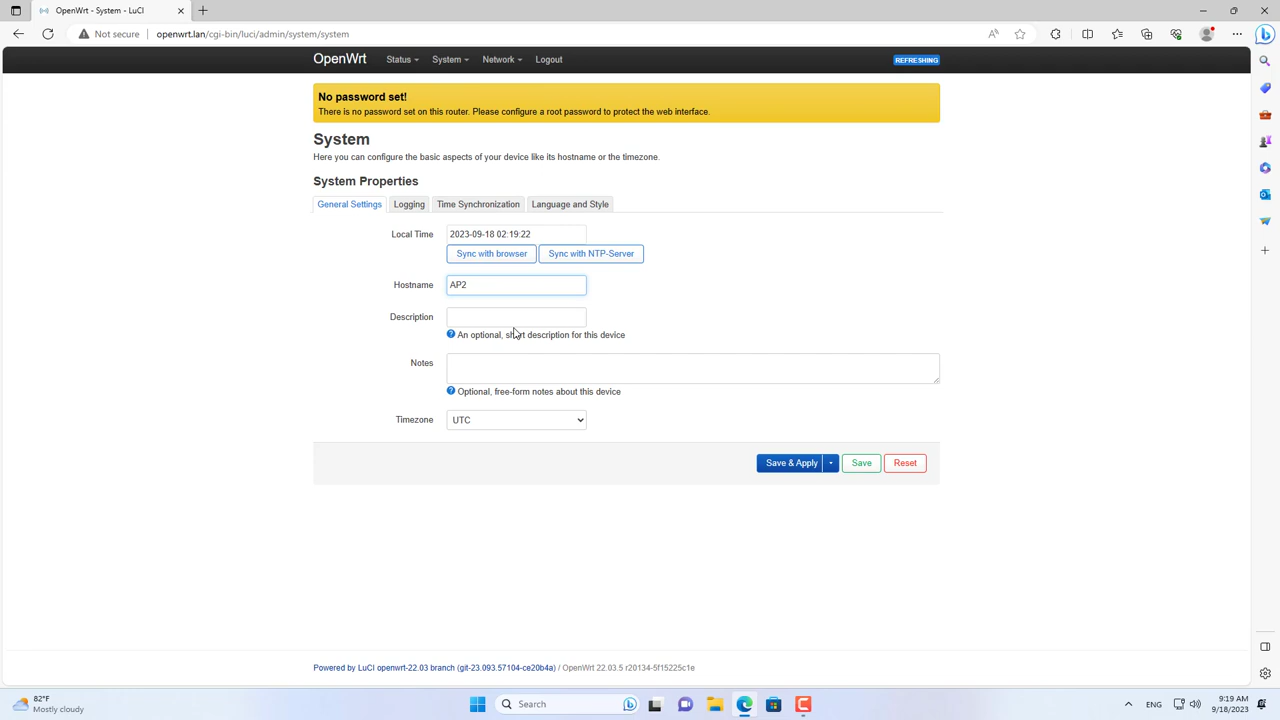 OpenWrt - System - LuCI
Not secure openwrt.lan/cgi-bin/luci/admin/system/system
OpenWrt Status System Network Logout REFRESHING
No password set!
There is no password set on this router. Please configure a root password to protect the web interface.
System
Here you can configure the basic aspects of your device like its hostname or the timezone.
System Properties
General Settings Logging Time Synchronization Language and Style
Local Time 2023-09-18 02:19:22
Sync with browser Sync with NTP-Server
Hostname AP2
Description
An optional, short description for this device
Notes
Optional, free-form notes about this device
Timezone UTC
Save & Apply Save Reset
Powered by LuCI openwrt-22.03 branch (git-23.093.57104-ce20b4a) / OpenWrt 22.03.5 r20134-5f15225c1e
82°F
Mostly cloudy
Search
ENG
9:19 AM
9/18/2023